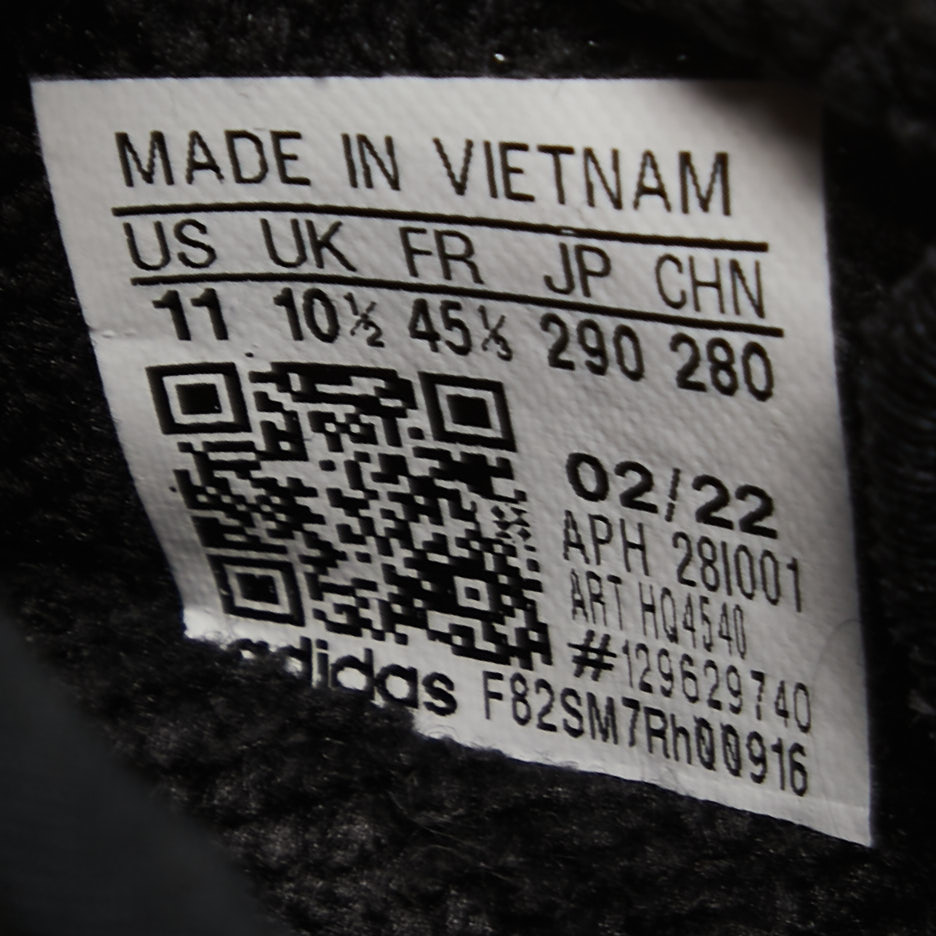 MADE IN VIETNAM
US UK FR JP CHN
11 10½ 45⅓ 290 280
02/22
APH 28I001
ART HQ4540
#129629740
adidas F82SM7Rh00916